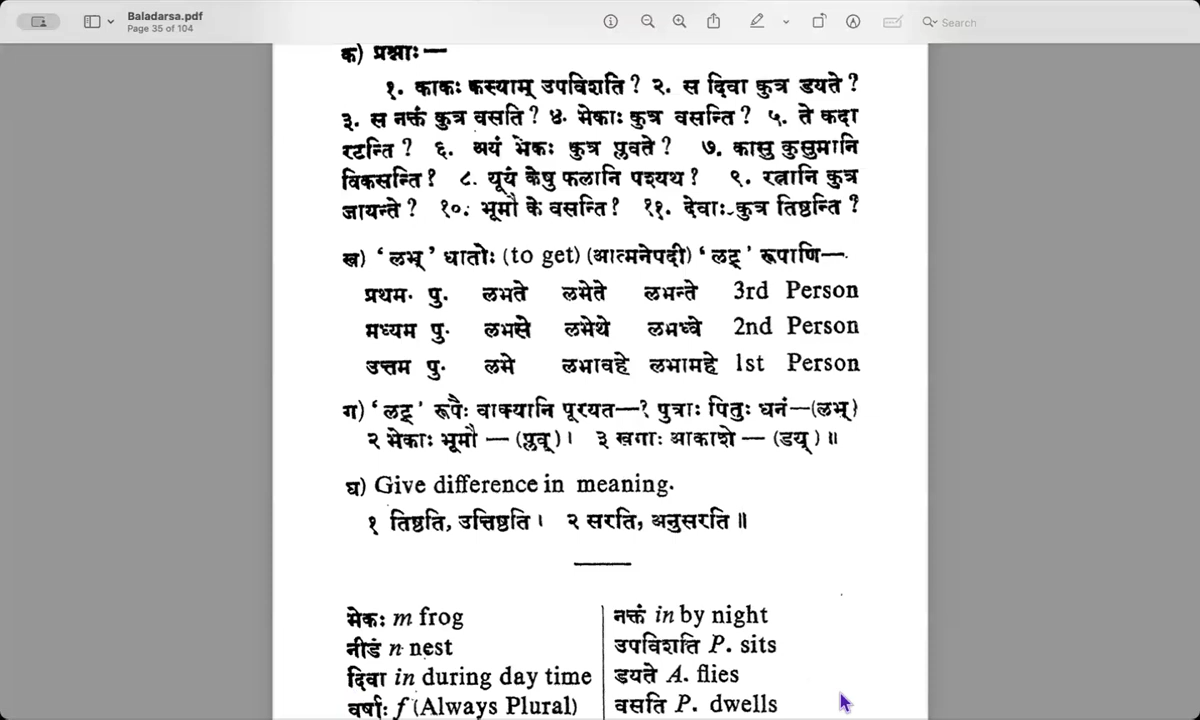 Baladarsa.pdf
Page 35 of 104
Search
क) प्रश्नाः—
१. काकः कस्याम् उपविशति ? २. स दिवा कुत्र डयते ?
३. स नक्तं कुत्र वसति ? ४. भेकाः कुत्र वसन्ति ? ५. ते कदा
रटन्ति ? ६. अयं भेकः कुत्र प्लवते ? ७. कासु कुसुमानि
विकसन्ति ? ८. यूयं केषु फलानि पश्यथ ? ९. रत्नानि कुत्र
जायन्ते ? १०. भूमौ के वसन्ति ? ११. देवाः कुत्र तिष्ठन्ति ?
ख) ‘लभ्’ धातोः (to get) (आत्मनेपदी) ‘लट्’ रूपाणि—
प्रथम. पु. लभते लभेते लभन्ते 3rd Person
मध्यम पु. लभसे लभेथे लभध्वे 2nd Person
उत्तम पु. लभे लभावहे लभामहे 1st Person
ग) ‘लट्’ रूपैः वाक्यानि पूरयत—१ पुत्राः पितुः धनं—(लभ्)
२ भेकाः भूमौ — (प्लव्) । ३ खगाः आकाशे — (डय्) ॥
घ) Give difference in meaning.
१ तिष्ठति, उत्तिष्ठति । २ सरति, अनुसरति ॥
भेकः m frog
नीडं n nest
दिवा in during day time
वर्षाः f (Always Plural)
नक्तं in by night
उपविशति P. sits
डयते A. flies
वसति P. dwells